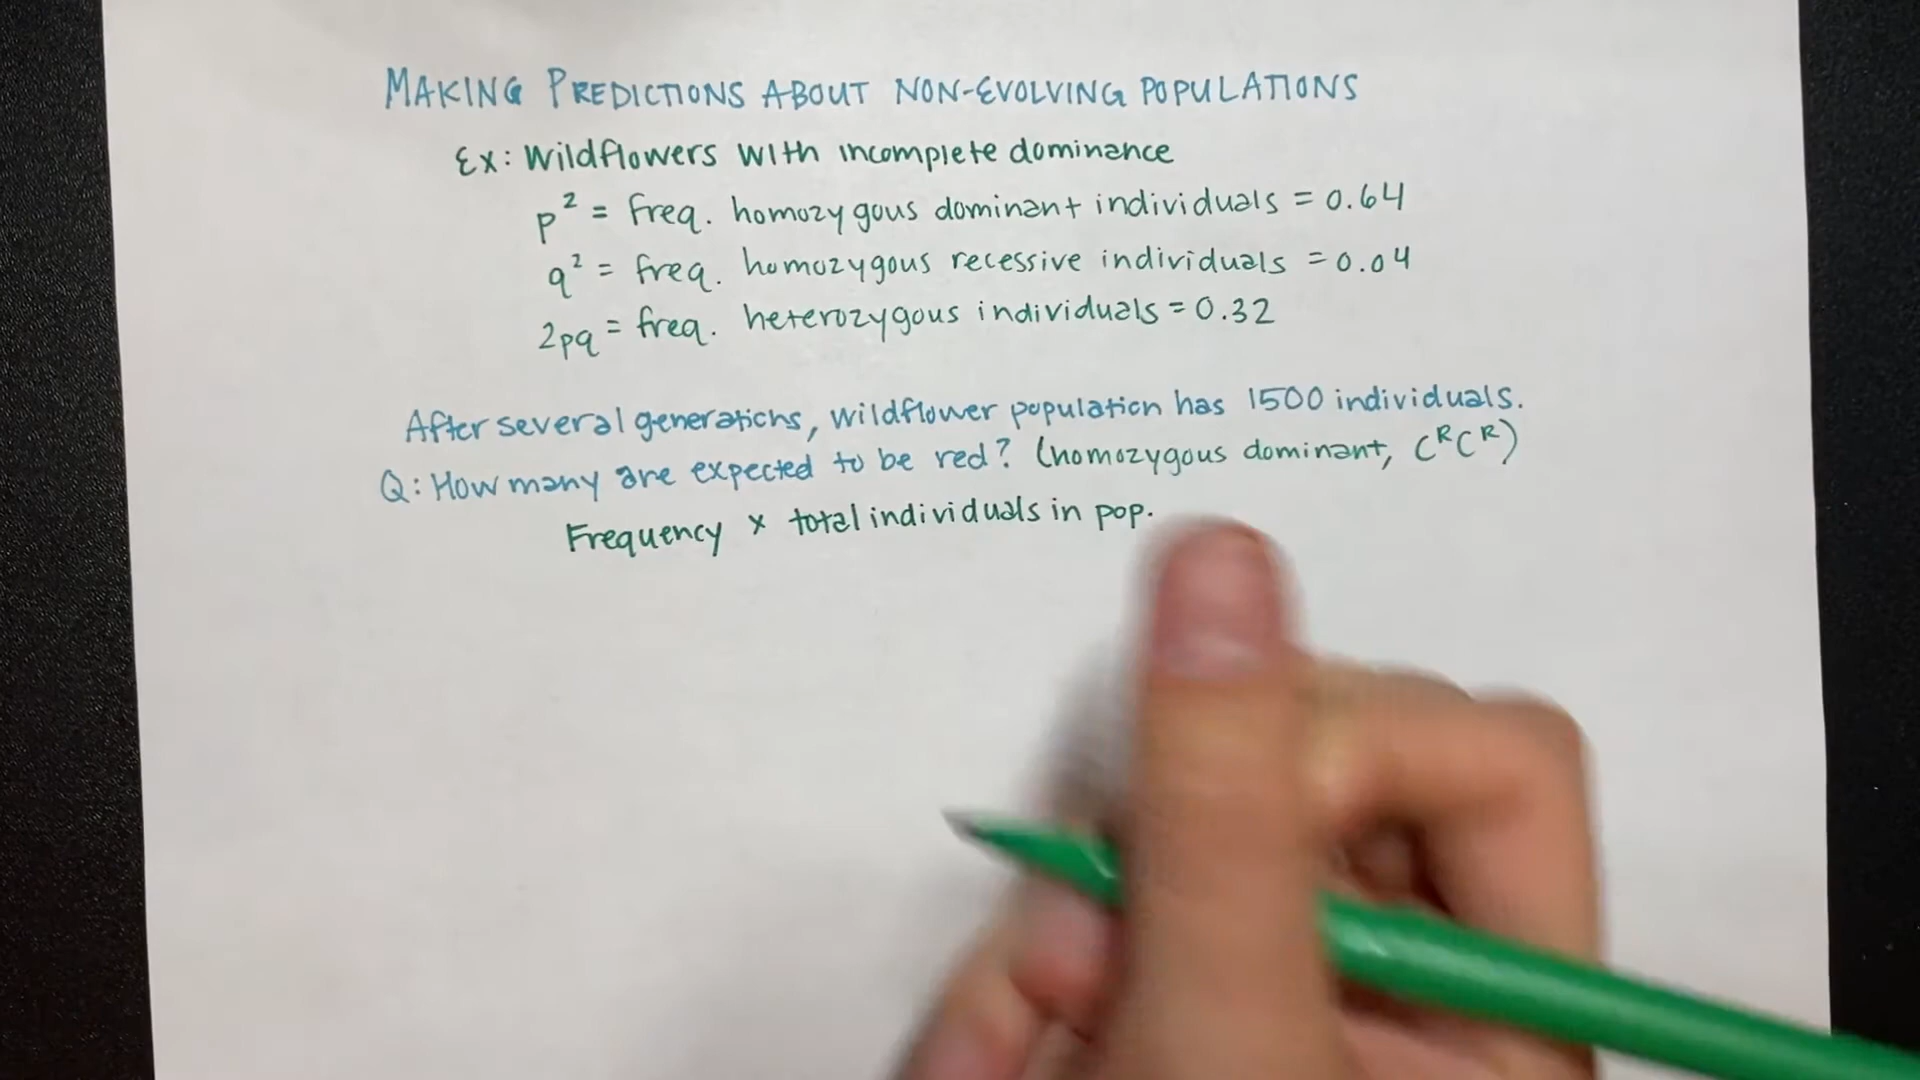 MAKING PREDICTIONS ABOUT NON-EVOLVING POPULATIONS
Ex: Wildflowers with incomplete dominance
p² = freq. homozygous dominant individuals = 0.64
q² = freq. homozygous recessive individuals = 0.04
2pq = freq. heterozygous individuals = 0.32
After several generations, wildflower population has 1500 individuals.
Q: How many are expected to be red? (homozygous dominant, CᴿCᴿ)
Frequency x total individuals in pop.